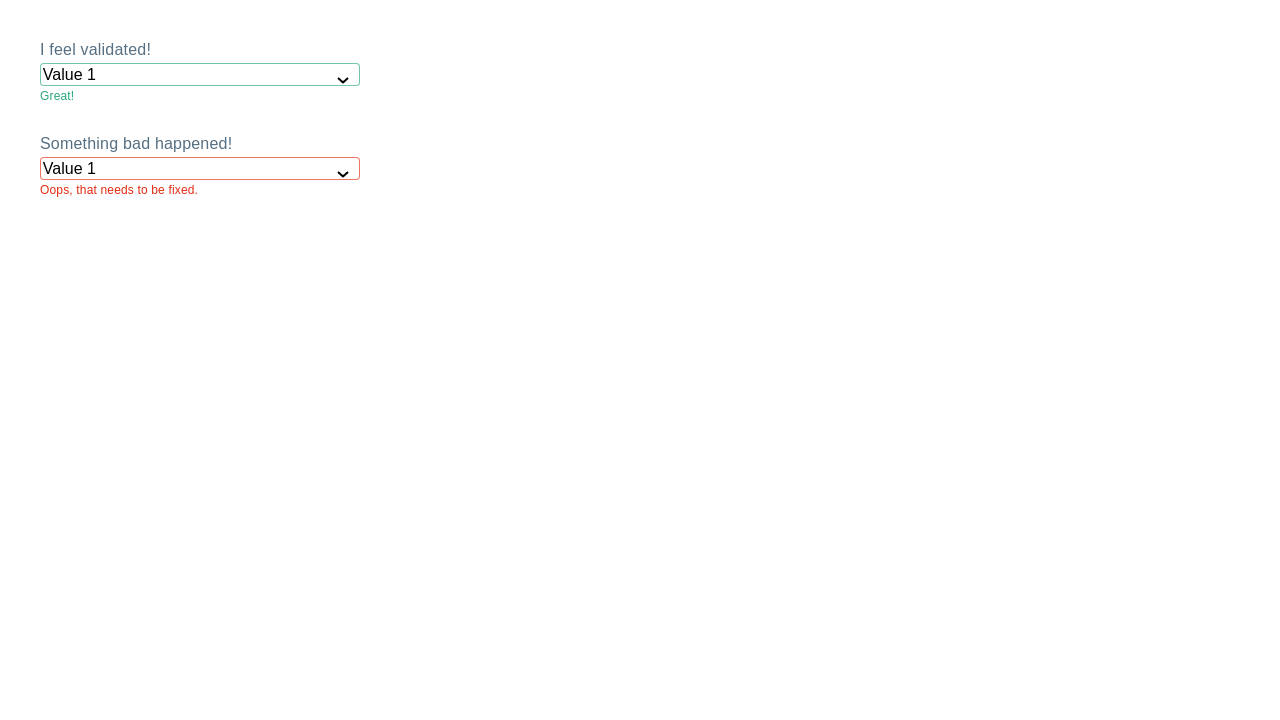 I feel validated!
Value 1
Great!
Something bad happened!
Value 1
Oops, that needs to be fixed.